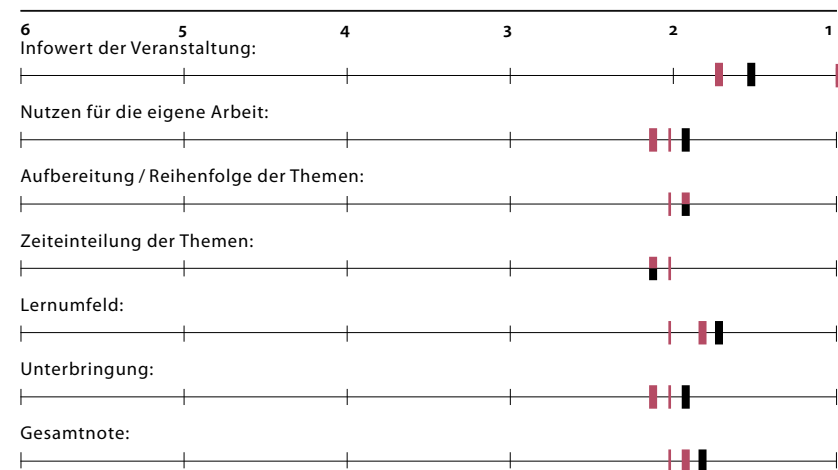 6 5 4 3 2 1
Infowert der Veranstaltung:
Nutzen für die eigene Arbeit:
Aufbereitung / Reihenfolge der Themen:
Zeiteinteilung der Themen:
Lernumfeld:
Unterbringung:
Gesamtnote: